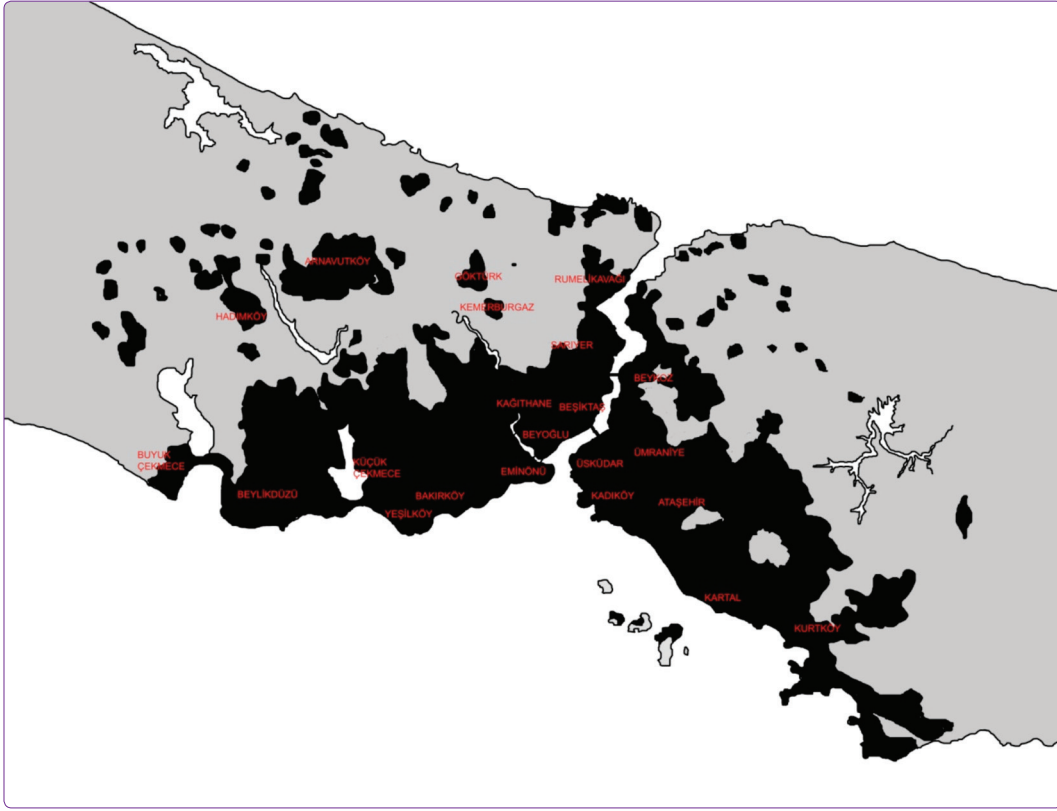 ARNAVUTKÖY
GÖKTÜRK
RUMELİKAVAĞI
KEMERBURGAZ
HADIMKÖY
SARIYER
BEYKOZ
KAĞITHANE
BEŞİKTAŞ
BEYOĞLU
ÜMRANİYE
BUYUK
ÇEKMECE
KÜÇÜK
ÇEKMECE
EMİNÖNÜ
ÜSKÜDAR
BEYLİKDÜZÜ
BAKIRKÖY
KADIKÖY
ATAŞEHİR
YEŞİLKÖY
KARTAL
KURTKÖY